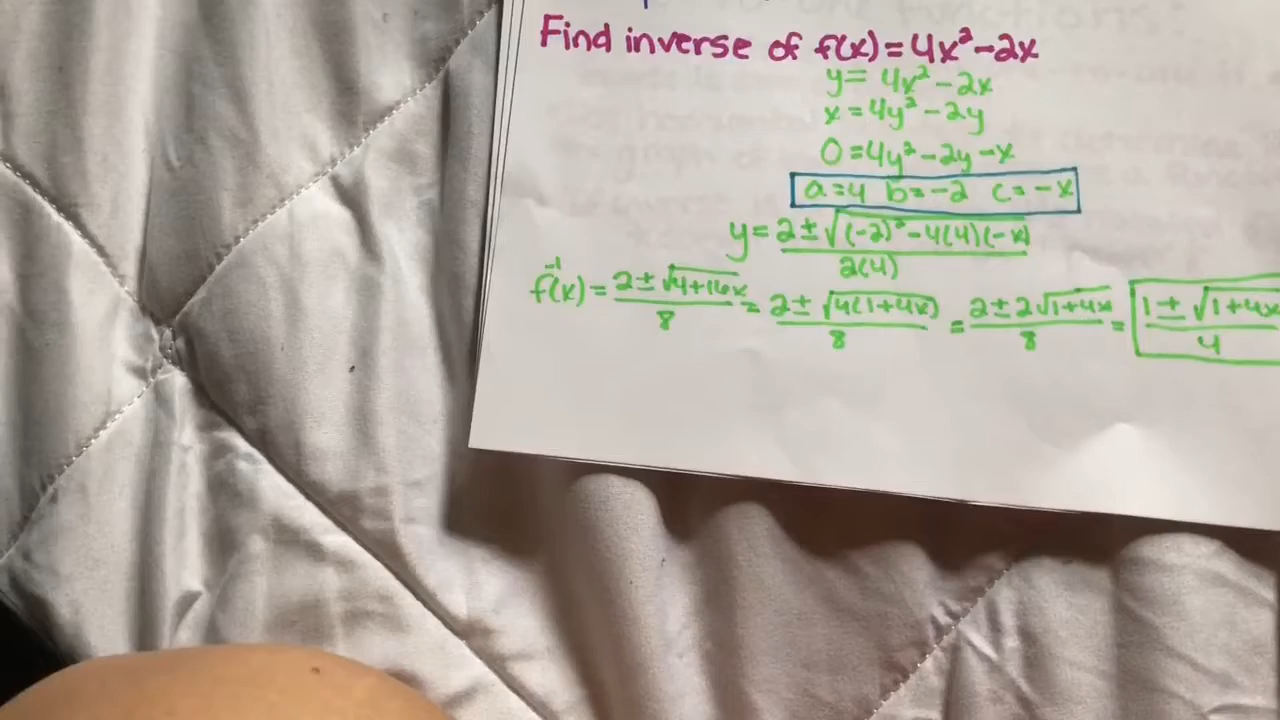 Find inverse of f(x) = 4x² - 2x
y = 4x² - 2x
x = 4y² - 2y
0 = 4y² - 2y - x
a = 4 b = -2 c = -x
y = 2 ± √(-2)² - 4(4)(-x) / 2(4)
f⁻¹(x) = 2 ± √4+16x / 8 = 2 ± √4(1+4x) / 8 = 2 ± 2√1+4x / 8 = 1 ± √1+4x / 4